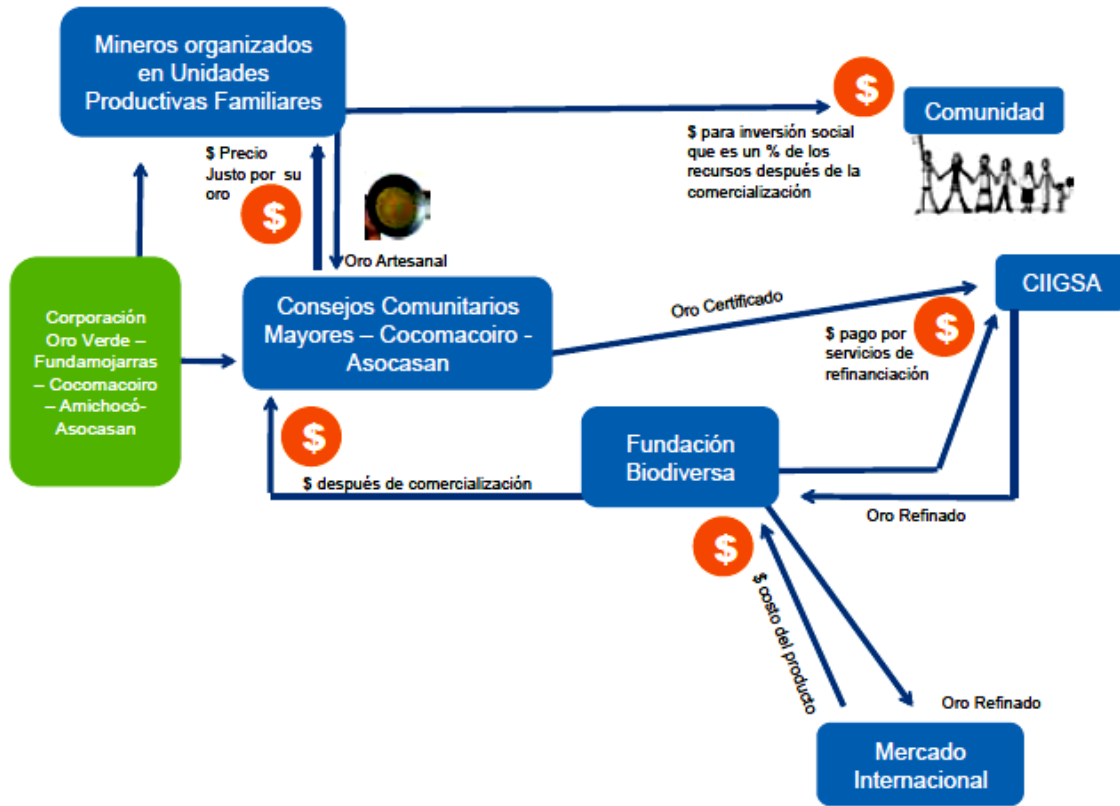 Mineros organizados
en Unidades
Productivas Familiares
$
Comunidad
$ para inversión social
que es un % de los
recursos después de la
comercialización
$ Precio
Justo por su
oro
$
Oro Artesanal
CIIGSA
Corporación
Oro Verde –
Fundamojarras
– Cocomacoiro
– Amichocó-
Asocasan
Consejos Comunitarios
Mayores – Cocomacoiro -
Asocasan
Oro Certificado
$
$ pago por
servicios de
refinanciación
$
$ después de comercialización
Fundación
Biodiversa
Oro Refinado
$
$ costo del producto
Oro Refinado
Mercado
Internacional